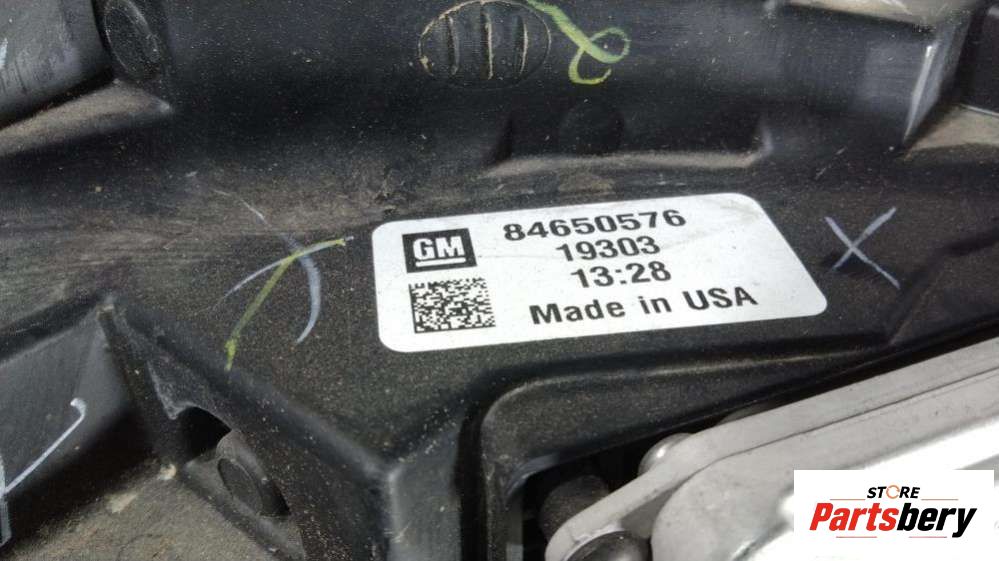 GM
84650576
19303
13:28
Made in USA
X
STORE
Partsbery